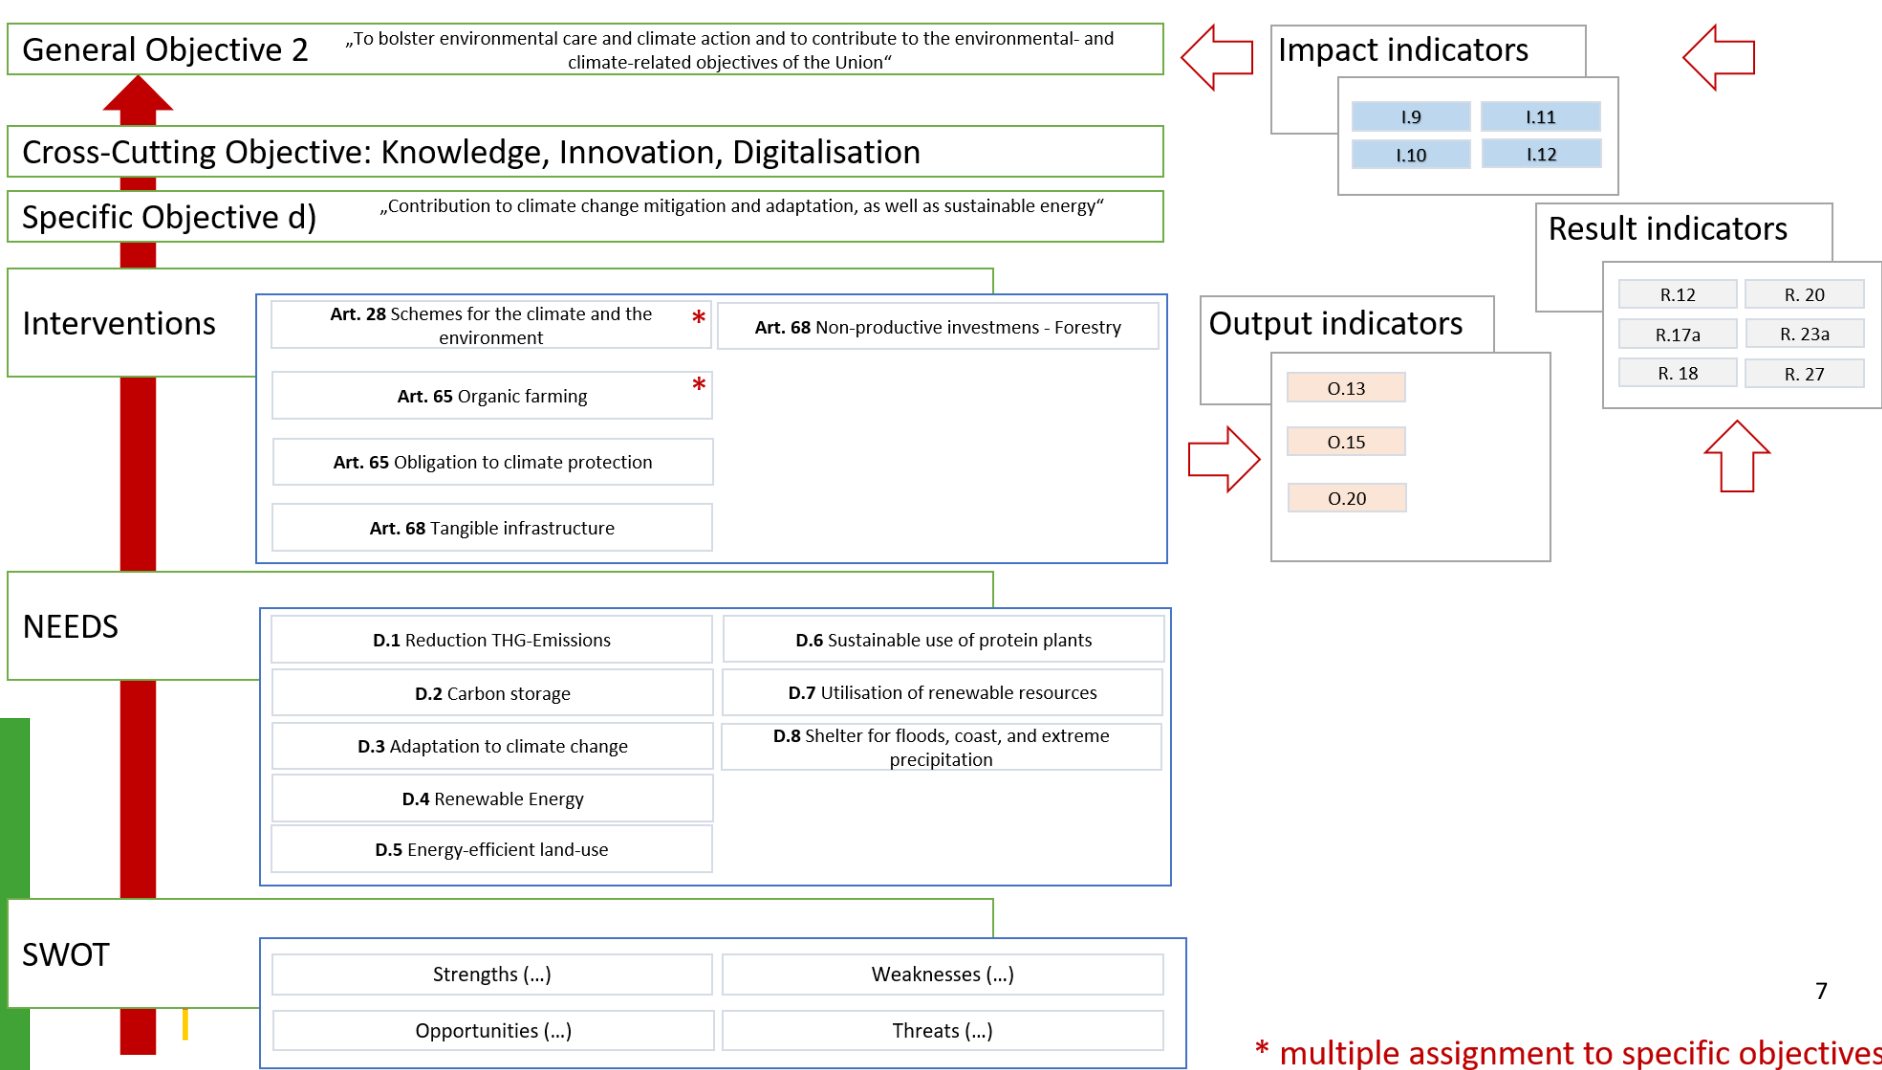 General Objective 2
„To bolster environmental care and climate action and to contribute to the environmental- and
climate-related objectives of the Union“
Impact indicators
I.9
I.11
I.10
I.12
Cross-Cutting Objective: Knowledge, Innovation, Digitalisation
Specific Objective d)
„Contribution to climate change mitigation and adaptation, as well as sustainable energy“
Result indicators
R.12
R. 20
R.17a
R. 23a
R. 18
R. 27
Interventions
Art. 28 Schemes for the climate and the
environment
*
Art. 68 Non-productive investmens - Forestry
Art. 65 Organic farming
*
Art. 65 Obligation to climate protection
Art. 68 Tangible infrastructure
Output indicators
O.13
O.15
O.20
NEEDS
D.1 Reduction THG-Emissions
D.6 Sustainable use of protein plants
D.2 Carbon storage
D.7 Utilisation of renewable resources
D.3 Adaptation to climate change
D.8 Shelter for floods, coast, and extreme
precipitation
D.4 Renewable Energy
D.5 Energy-efficient land-use
SWOT
Strengths (...)
Weaknesses (...)
Opportunities (...)
Threats (...)
7
* multiple assignment to specific objectives